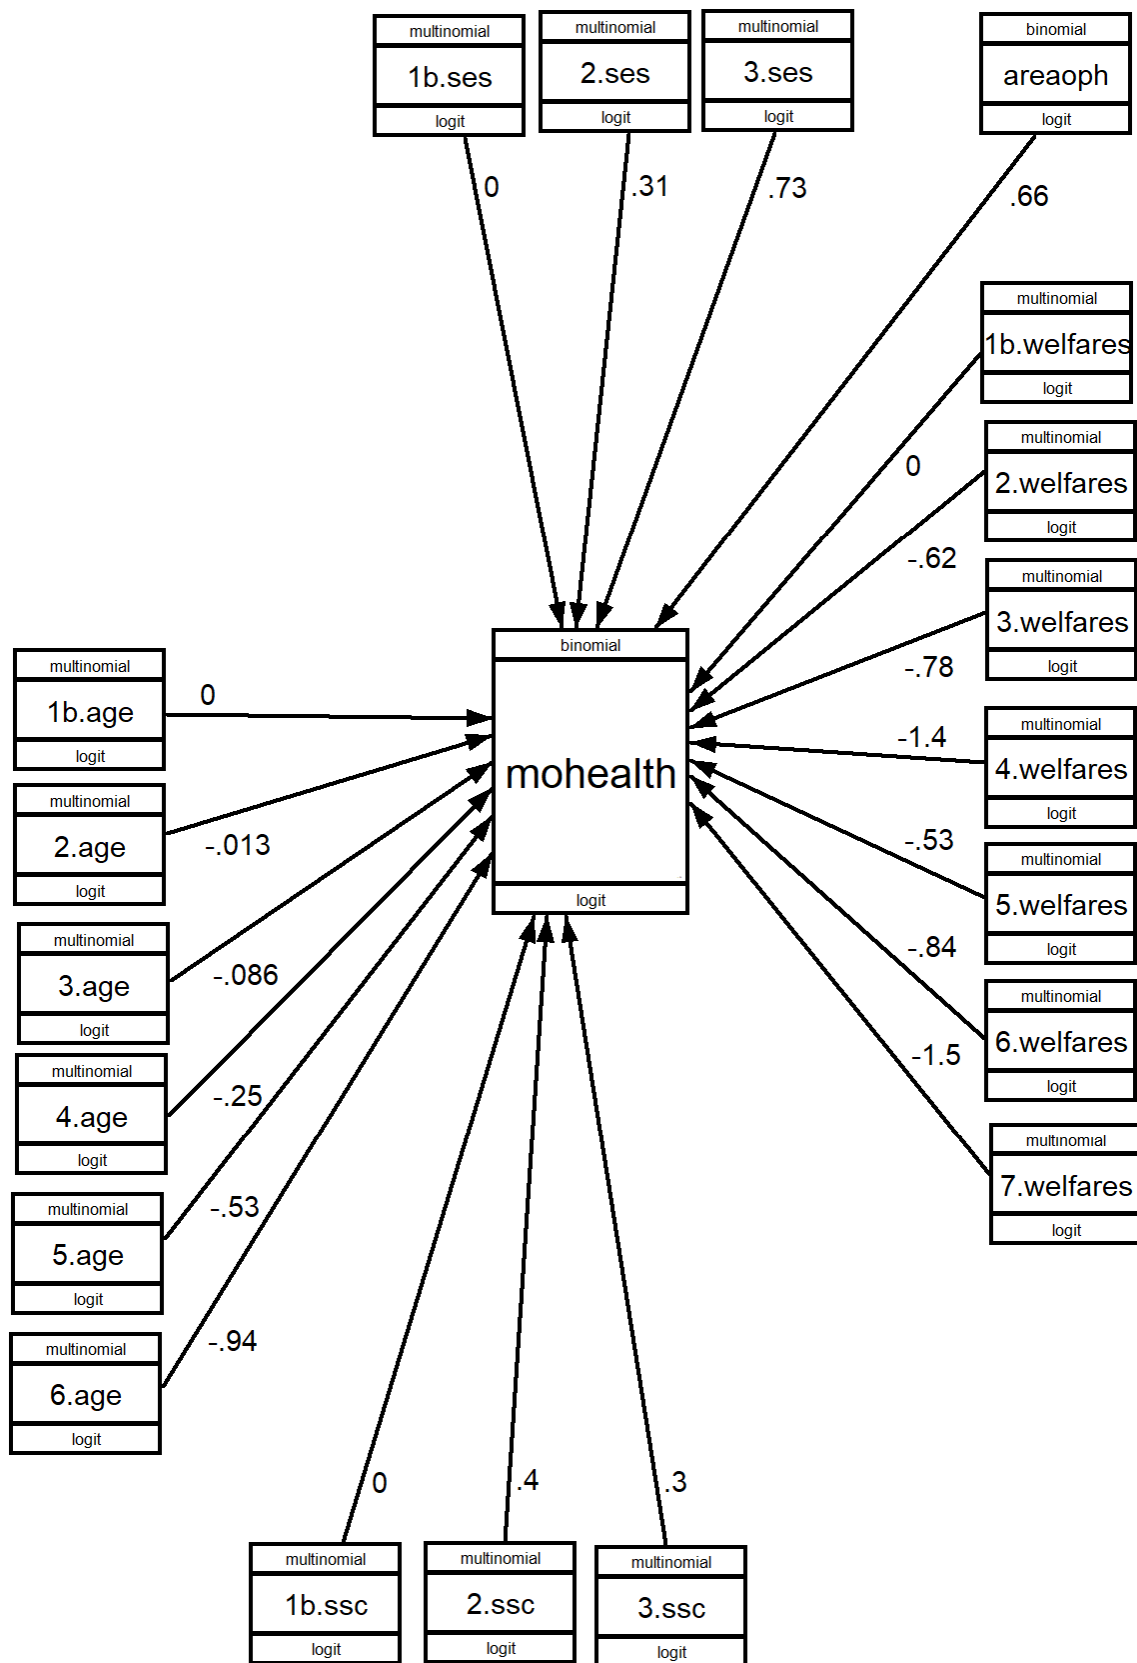 multinomial
1b.ses
logit
multinomial
2.ses
logit
multinomial
3.ses
logit
binomial
areaoph
logit
0
.31
.73
.66
multinomial
1b.welfares
logit
0
multinomial
2.welfares
logit
-.62
multinomial
3.welfares
logit
-.78
multinomial
4.welfares
logit
-1.4
multinomial
5.welfares
logit
-.53
multinomial
6.welfares
logit
-.84
multinomial
7.welfares
logit
-1.5
binomial
mohealth
logit
multinomial
1b.age
logit
0
multinomial
2.age
logit
-.013
multinomial
3.age
logit
-.086
multinomial
4.age
logit
-.25
multinomial
5.age
logit
-.53
multinomial
6.age
logit
-.94
0
.4
.3
multinomial
1b.ssc
logit
multinomial
2.ssc
logit
multinomial
3.ssc
logit